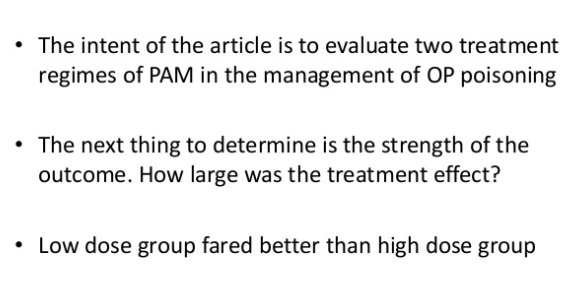 • The intent of the article is to evaluate two treatment
regimes of PAM in the management of OP poisoning
• The next thing to determine is the strength of the
outcome. How large was the treatment effect?
• Low dose group fared better than high dose group